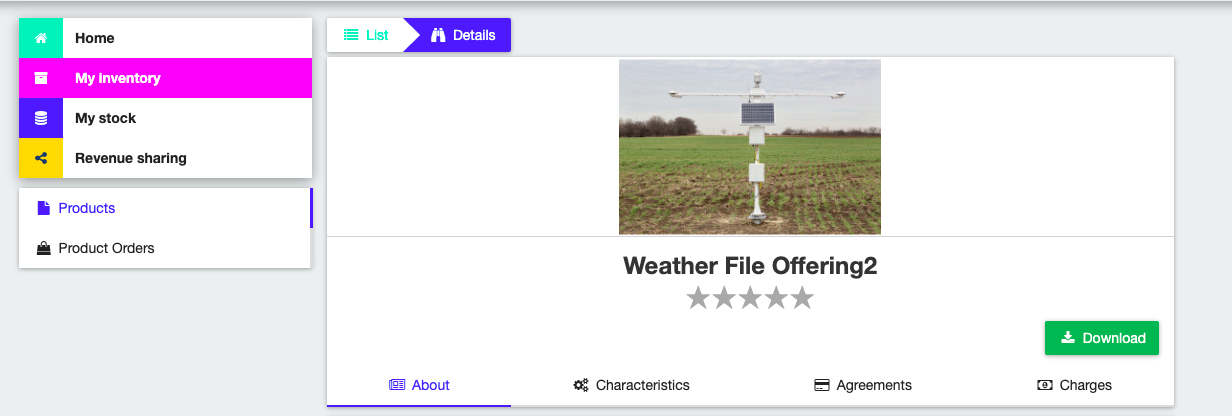 Home
My inventory
My stock
Revenue sharing
Products
Product Orders
List
Details
Weather File Offering2
Download
About
Characteristics
Agreements
Charges